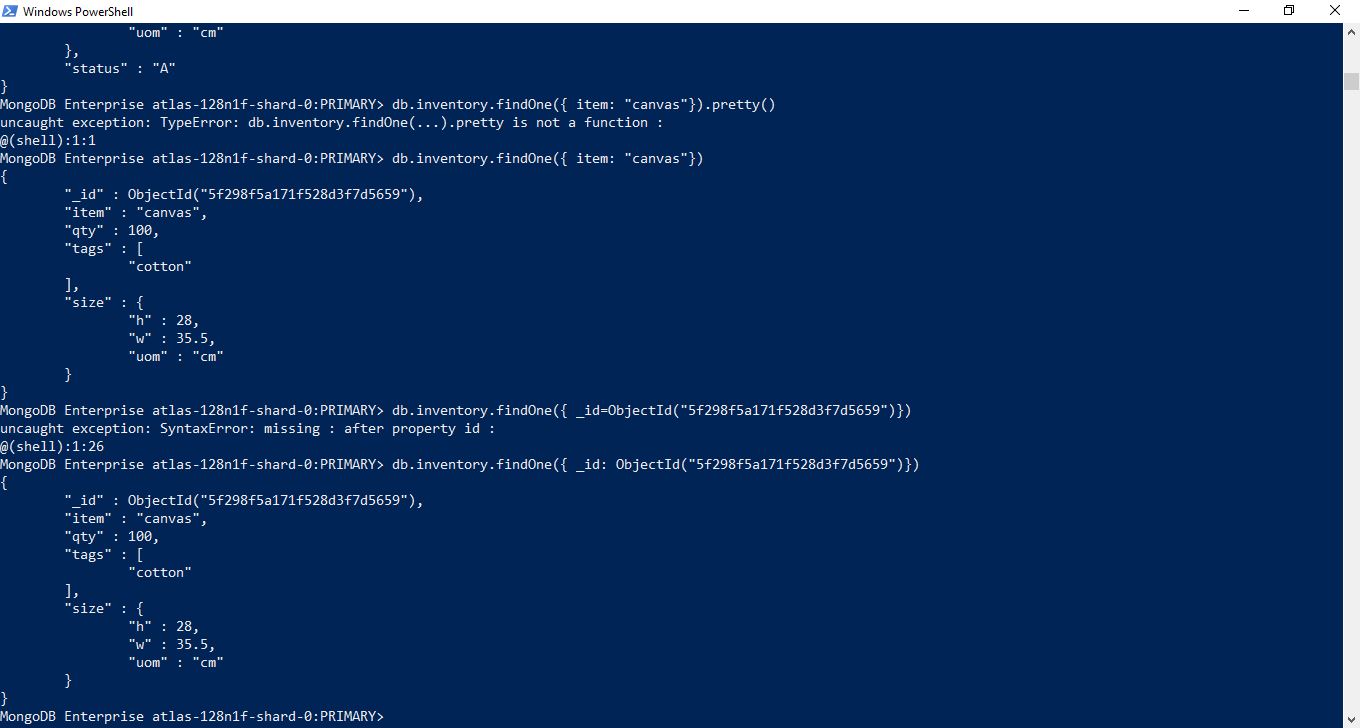 Windows PowerShell
"uom" : "cm"
},
"status" : "A"
}
MongoDB Enterprise atlas-128n1f-shard-0:PRIMARY> db.inventory.findOne({ item: "canvas"}).pretty()
uncaught exception: TypeError: db.inventory.findOne(...).pretty is not a function :
@(shell):1:1
MongoDB Enterprise atlas-128n1f-shard-0:PRIMARY> db.inventory.findOne({ item: "canvas"})
{
"_id" : ObjectId("5f298f5a171f528d3f7d5659"),
"item" : "canvas",
"qty" : 100,
"tags" : [
"cotton"
],
"size" : {
"h" : 28,
"w" : 35.5,
"uom" : "cm"
}
}
MongoDB Enterprise atlas-128n1f-shard-0:PRIMARY> db.inventory.findOne({ _id=ObjectId("5f298f5a171f528d3f7d5659")})
uncaught exception: SyntaxError: missing : after property id :
@(shell):1:26
MongoDB Enterprise atlas-128n1f-shard-0:PRIMARY> db.inventory.findOne({ _id: ObjectId("5f298f5a171f528d3f7d5659")})
{
"_id" : ObjectId("5f298f5a171f528d3f7d5659"),
"item" : "canvas",
"qty" : 100,
"tags" : [
"cotton"
],
"size" : {
"h" : 28,
"w" : 35.5,
"uom" : "cm"
}
}
MongoDB Enterprise atlas-128n1f-shard-0:PRIMARY>